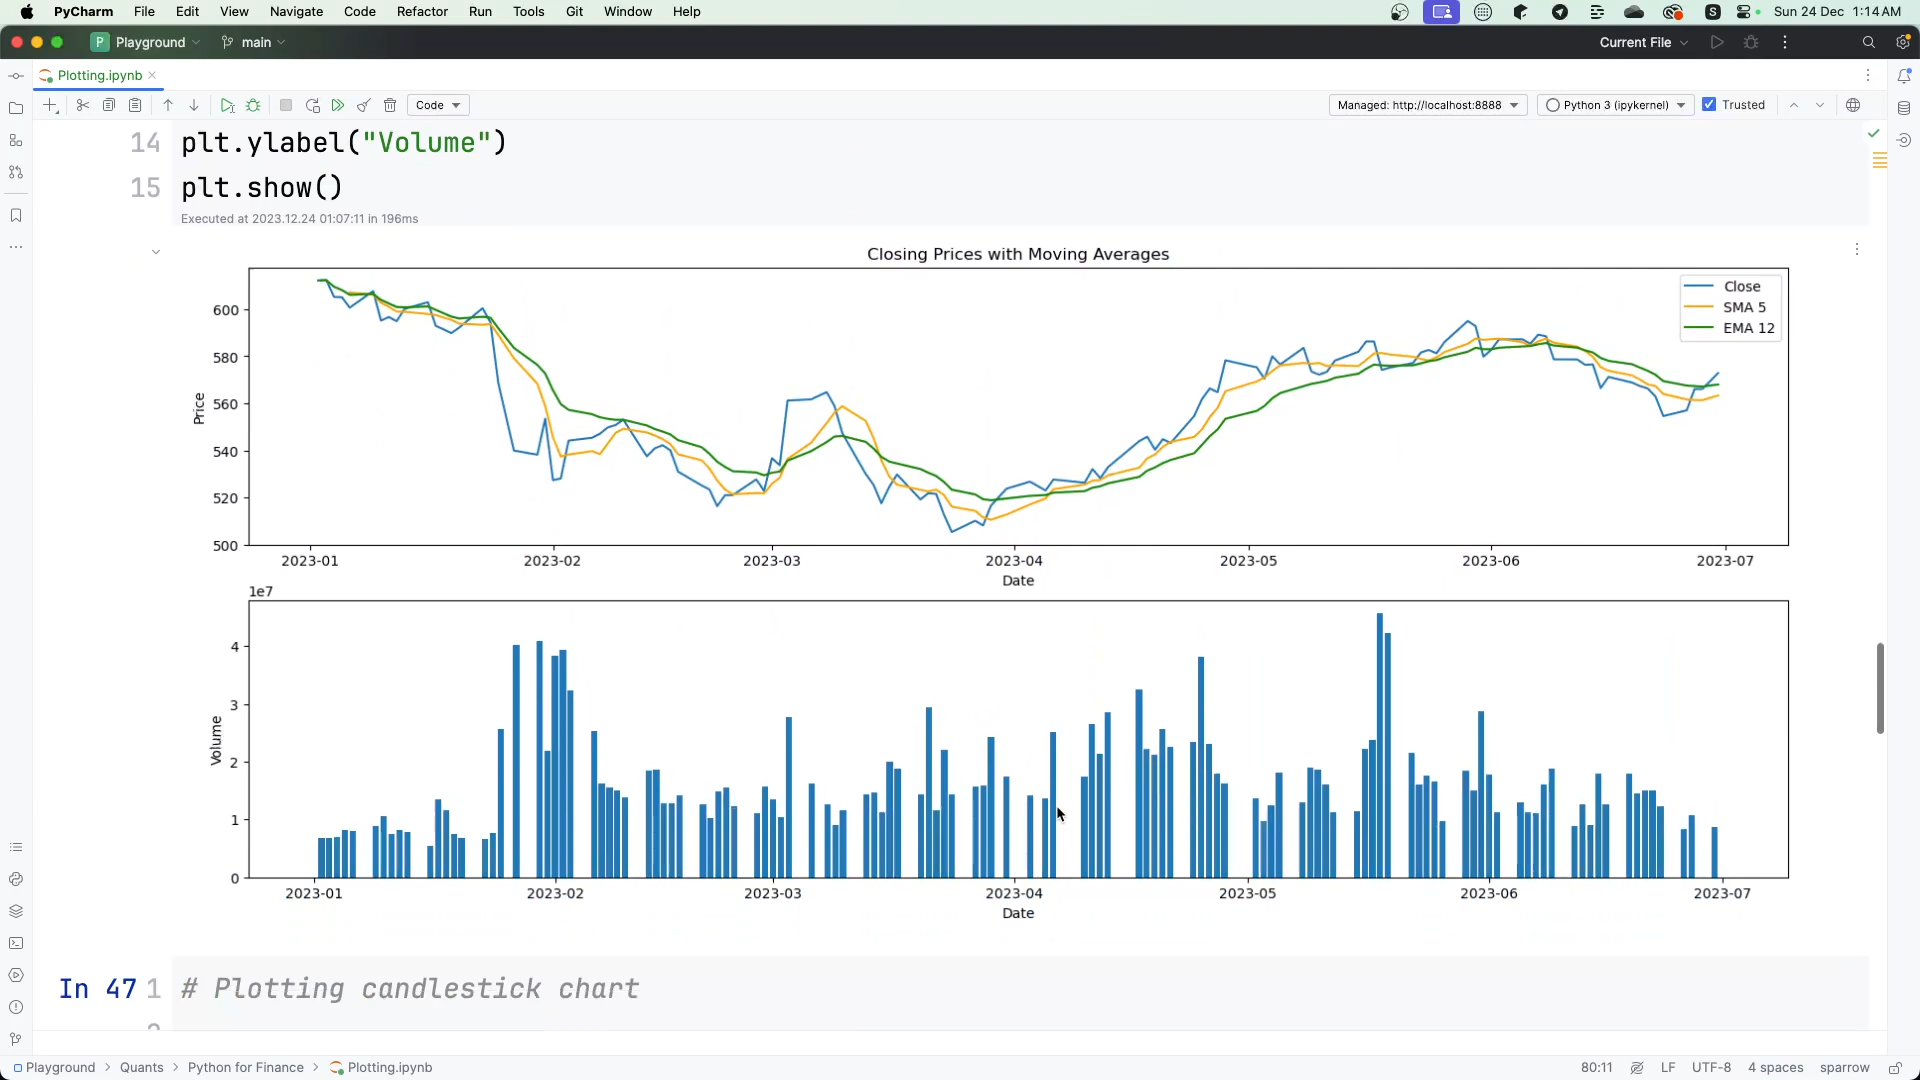 PyCharm File Edit View Navigate Code Refactor Run Tools Git Window Help S Sun 24 Dec 1:14 AM
P Playground main Current File
Plotting.ipynb
Code Managed: http://localhost:8888 Python 3 (ipykernel) Trusted
14 plt.ylabel("Volume")
15 plt.show()
Executed at 2023.12.24 01:07:11 in 196ms
Closing Prices with Moving Averages
Close
SMA 5
EMA 12
600
580
560
540
520
500
Price
2023-01 2023-02 2023-03 2023-04 2023-05 2023-06 2023-07
Date
1e7
4
3
2
1
0
Volume
2023-01 2023-02 2023-03 2023-04 2023-05 2023-06 2023-07
Date
In 47 1 # Plotting candlestick chart
Playground > Quants > Python for Finance > Plotting.ipynb 80:11 LF UTF-8 4 spaces sparrow